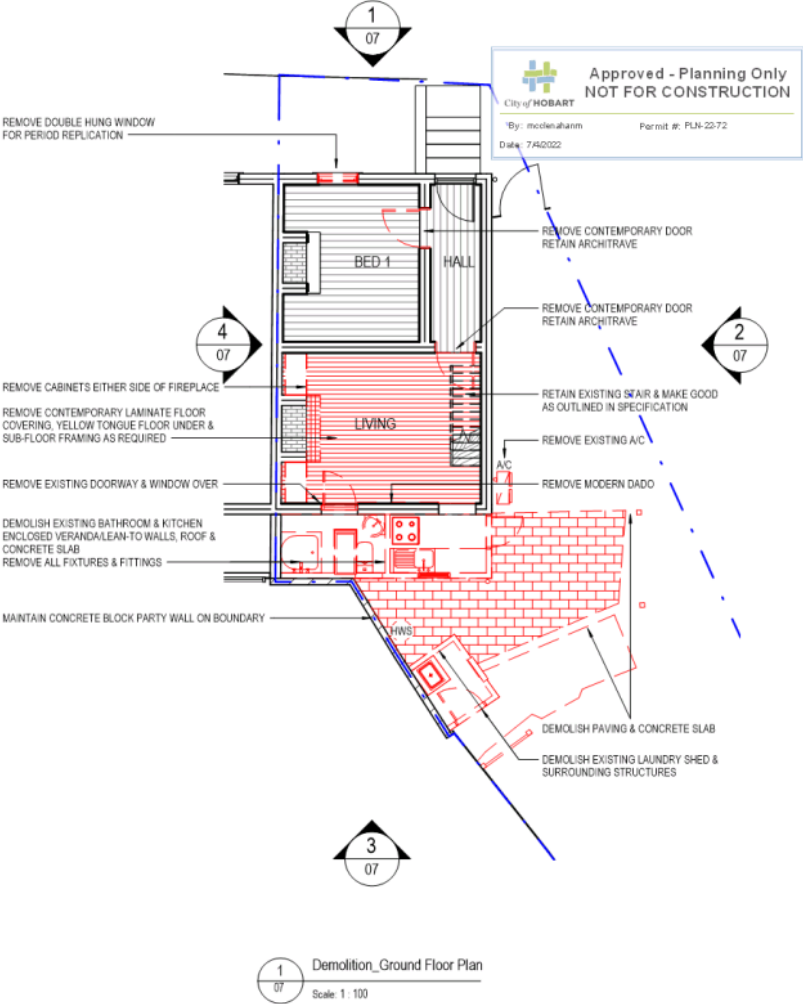 1
07
Approved - Planning Only
NOT FOR CONSTRUCTION
City of HOBART
By: mcclenahanm
Permit #: PLN-22-72
Date: 7/4/2022
REMOVE DOUBLE HUNG WINDOW
FOR PERIOD REPLICATION
REMOVE CONTEMPORARY DOOR
RETAIN ARCHITRAVE
BED 1
HALL
REMOVE CONTEMPORARY DOOR
RETAIN ARCHITRAVE
4
07
2
07
REMOVE CABINETS EITHER SIDE OF FIREPLACE
RETAIN EXISTING STAIR & MAKE GOOD
AS OUTLINED IN SPECIFICATION
REMOVE CONTEMPORARY LAMINATE FLOOR
COVERING, YELLOW TONGUE FLOOR UNDER &
SUB-FLOOR FRAMING AS REQUIRED
LIVING
REMOVE EXISTING A/C
A/C
REMOVE EXISTING DOORWAY & WINDOW OVER
REMOVE MODERN DADO
DEMOLISH EXISTING BATHROOM & KITCHEN
ENCLOSED VERANDA/LEAN-TO WALLS, ROOF &
CONCRETE SLAB
REMOVE ALL FIXTURES & FITTINGS
MAINTAIN CONCRETE BLOCK PARTY WALL ON BOUNDARY
HWS
DEMOLISH PAVING & CONCRETE SLAB
DEMOLISH EXISTING LAUNDRY SHED &
SURROUNDING STRUCTURES
3
07
1
07
Demolition_Ground Floor Plan
Scale: 1 : 100